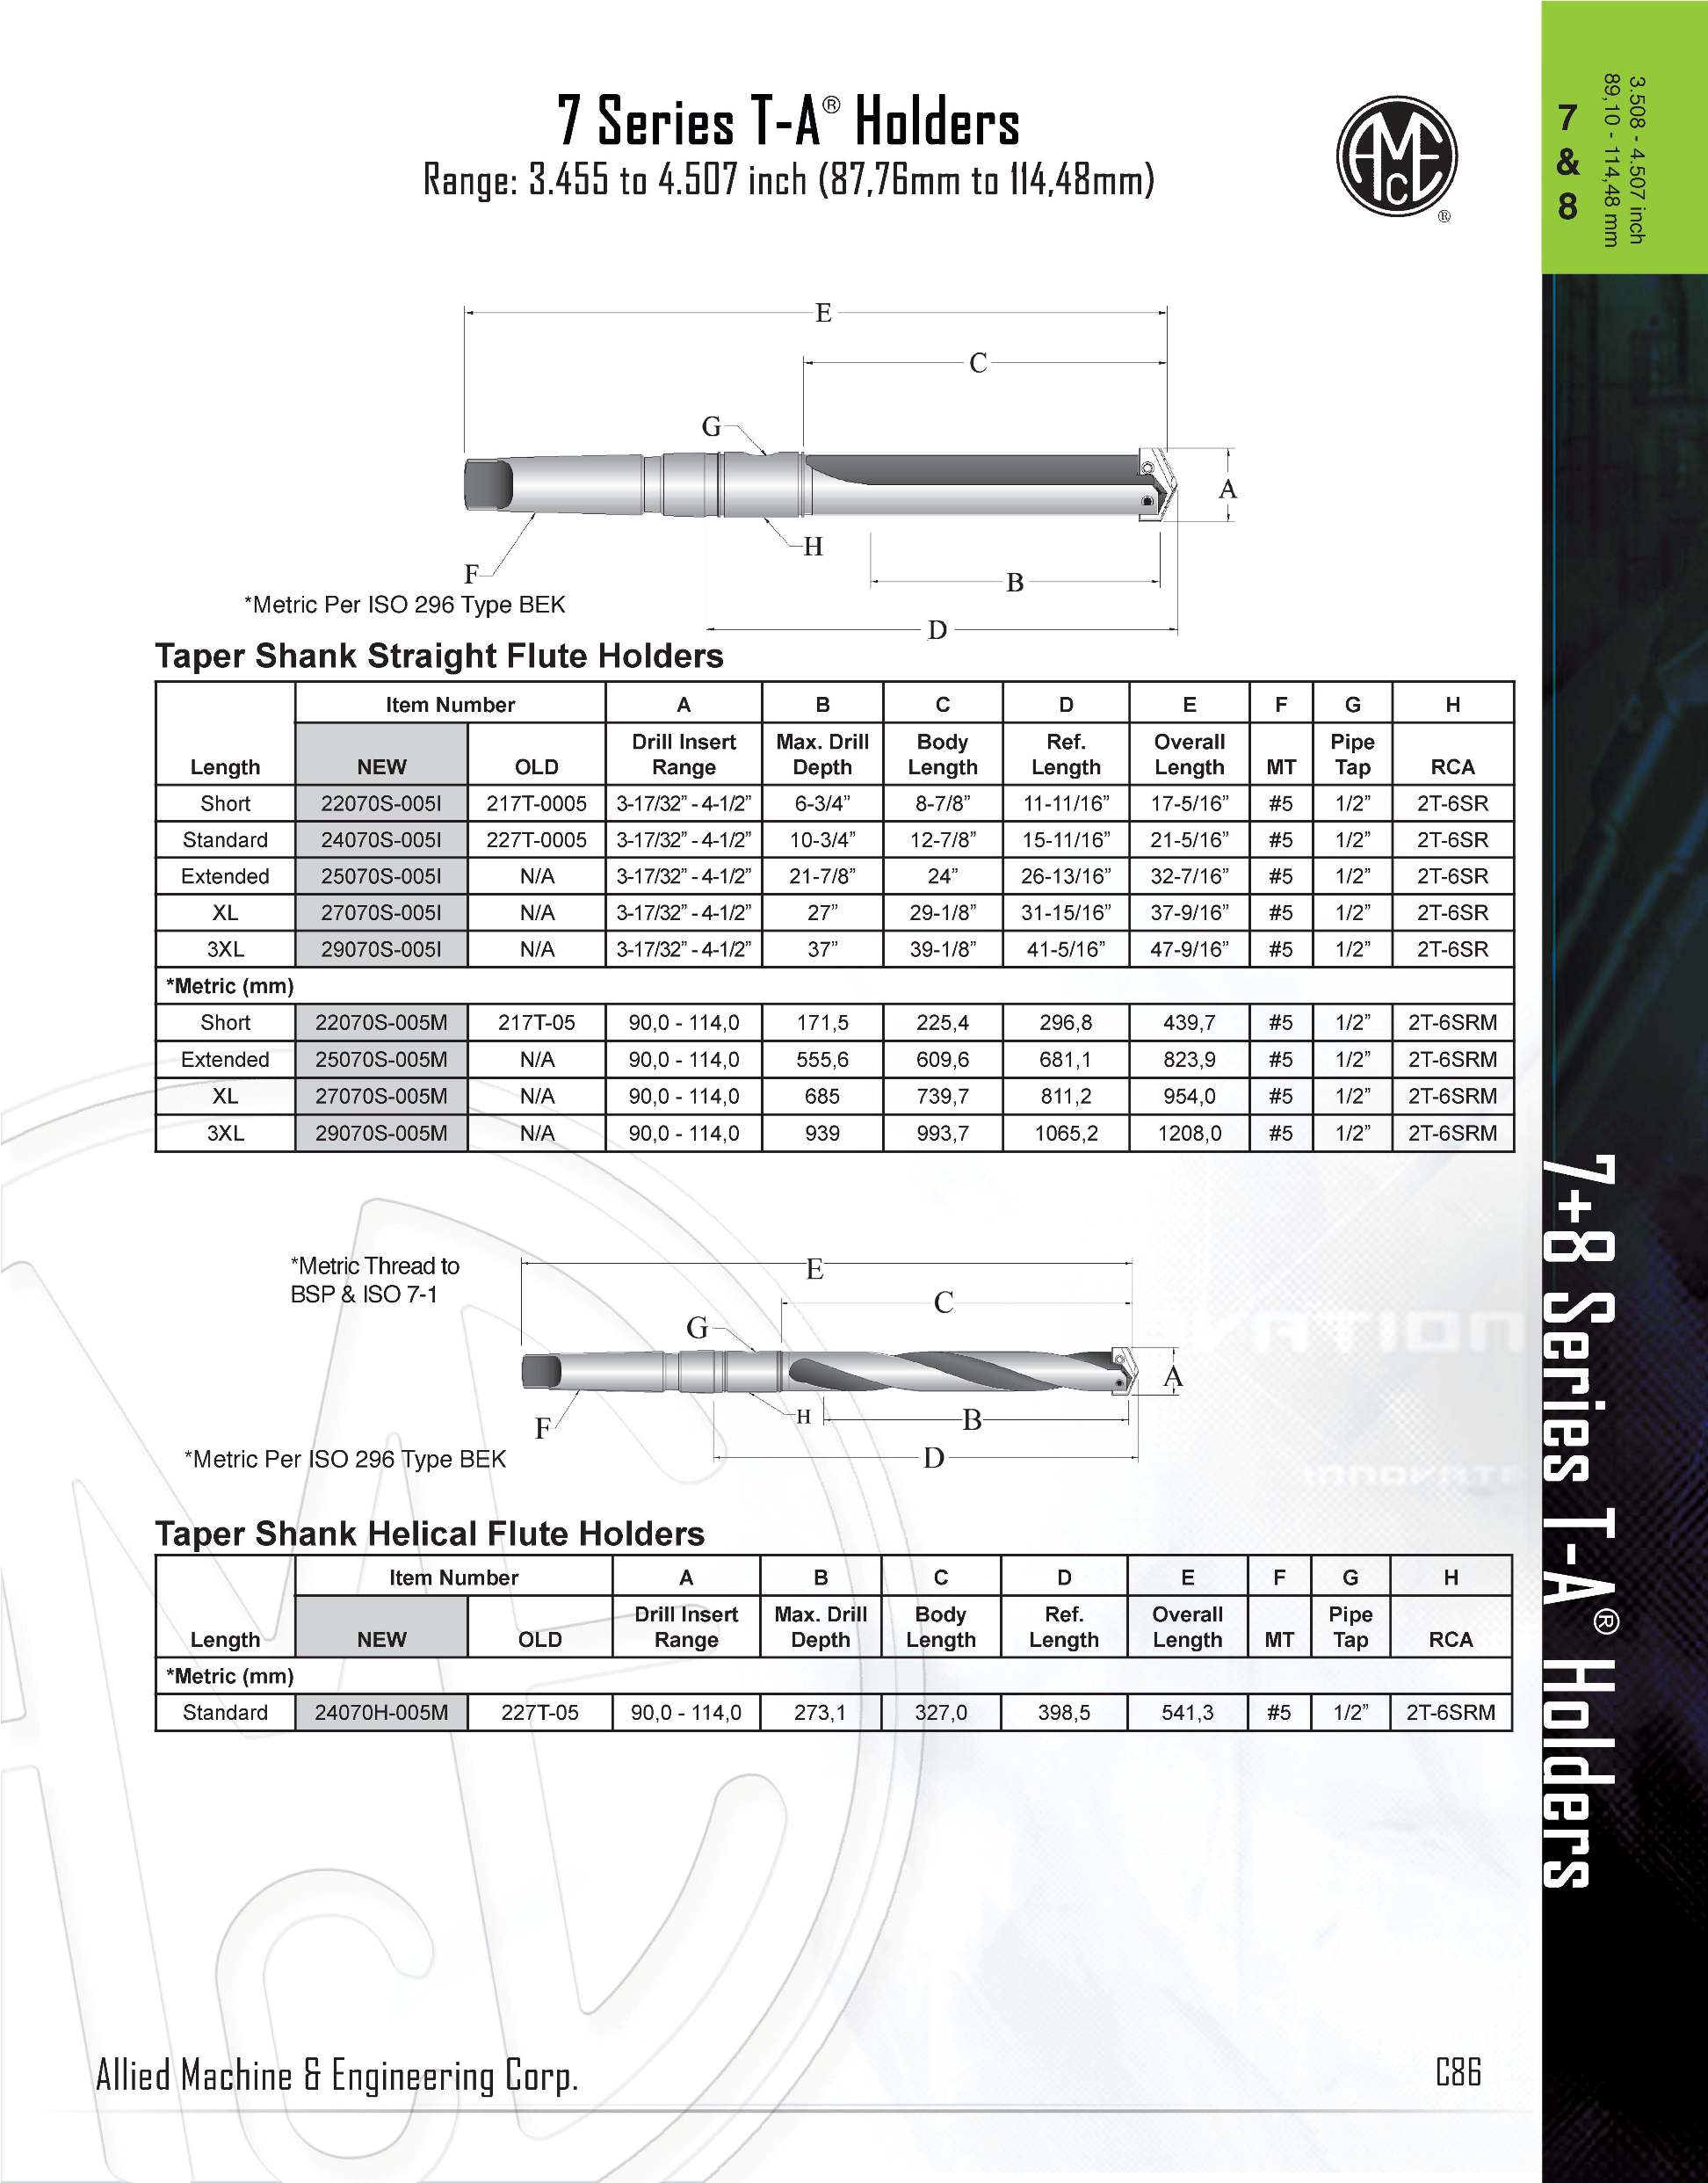 7 Series T-A® Holders
Range: 3.455 to 4.507 inch (87,76mm to 114,48mm)
AMEC
®
7
&
8
3.508 - 4.507 inch
89,10 - 114,48 mm
E
C
G
A
H
F
B
*Metric Per ISO 296 Type BEK
D
Taper Shank Straight Flute Holders
Item Number A B C D E F G H
Length NEW OLD Drill Insert Range Max. Drill Depth Body Length Ref. Length Overall Length MT Pipe Tap RCA
Short 22070S-005I 217T-0005 3-17/32” - 4-1/2” 6-3/4” 8-7/8” 11-11/16” 17-5/16” #5 1/2” 2T-6SR
Standard 24070S-005I 227T-0005 3-17/32” - 4-1/2” 10-3/4” 12-7/8” 15-11/16” 21-5/16” #5 1/2” 2T-6SR
Extended 25070S-005I N/A 3-17/32” - 4-1/2” 21-7/8” 24” 26-13/16” 32-7/16” #5 1/2” 2T-6SR
XL 27070S-005I N/A 3-17/32” - 4-1/2” 27” 29-1/8” 31-15/16” 37-9/16” #5 1/2” 2T-6SR
3XL 29070S-005I N/A 3-17/32” - 4-1/2” 37” 39-1/8” 41-5/16” 47-9/16” #5 1/2” 2T-6SR
*Metric (mm)
Short 22070S-005M 217T-05 90,0 - 114,0 171,5 225,4 296,8 439,7 #5 1/2” 2T-6SRM
Extended 25070S-005M N/A 90,0 - 114,0 555,6 609,6 681,1 823,9 #5 1/2” 2T-6SRM
XL 27070S-005M N/A 90,0 - 114,0 685 739,7 811,2 954,0 #5 1/2” 2T-6SRM
3XL 29070S-005M N/A 90,0 - 114,0 939 993,7 1065,2 1208,0 #5 1/2” 2T-6SRM
*Metric Thread to
BSP & ISO 7-1
E
C
G
A
H
B
F
D
*Metric Per ISO 296 Type BEK
Taper Shank Helical Flute Holders
Item Number A B C D E F G H
Length NEW OLD Drill Insert Range Max. Drill Depth Body Length Ref. Length Overall Length MT Pipe Tap RCA
*Metric (mm)
Standard 24070H-005M 227T-05 90,0 - 114,0 273,1 327,0 398,5 541,3 #5 1/2” 2T-6SRM
7+8 Series T-A® Holders
Allied Machine & Engineering Corp.
C86